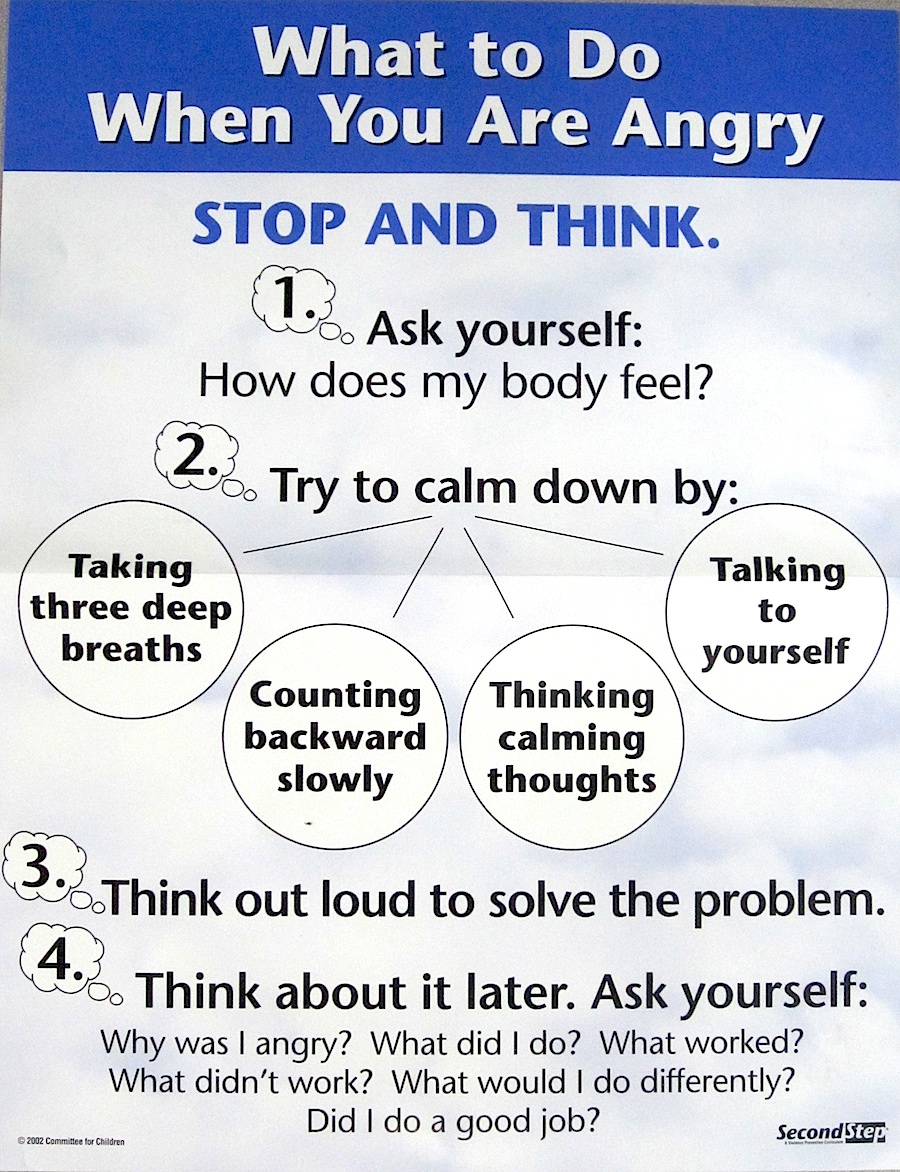 What to Do
When You Are Angry
STOP AND THINK.
1. Ask yourself:
How does my body feel?
2. Try to calm down by:
Taking
three deep
breaths
Counting
backward
slowly
Thinking
calming
thoughts
Talking
to
yourself
3. Think out loud to solve the problem.
4. Think about it later. Ask yourself:
Why was I angry? What did I do? What worked?
What didn't work? What would I do differently?
Did I do a good job?
© 2002 Committee for Children
Second Step
A Violence Prevention Curriculum